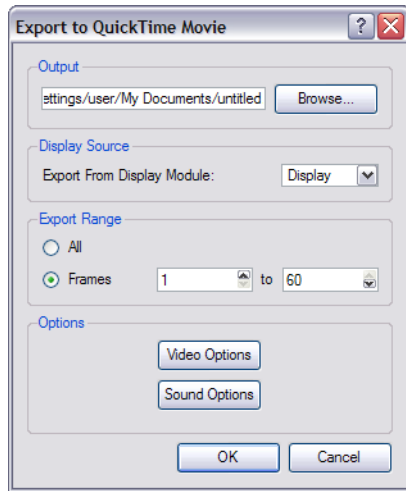 Export to QuickTime Movie
Output
ettings/user/My Documents/untitled Browse...
Display Source
Export From Display Module: Display
Export Range
All
Frames 1 to 60
Options
Video Options
Sound Options
OK Cancel